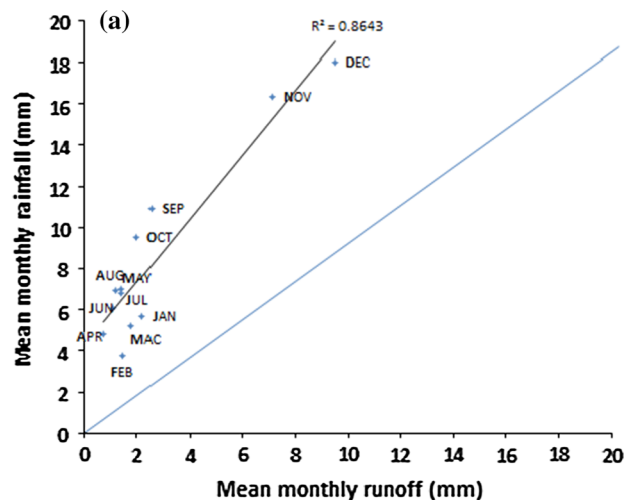 (a)
R² = 0.8643
20
18
16
14
12
10
8
6
4
2
0
Mean monthly rainfall (mm)
DEC
NOV
SEP
OCT
AUG
MAY
JUL
JUN
JAN
APR
MAC
FEB
0 2 4 6 8 10 12 14 16 18 20
Mean monthly runoff (mm)